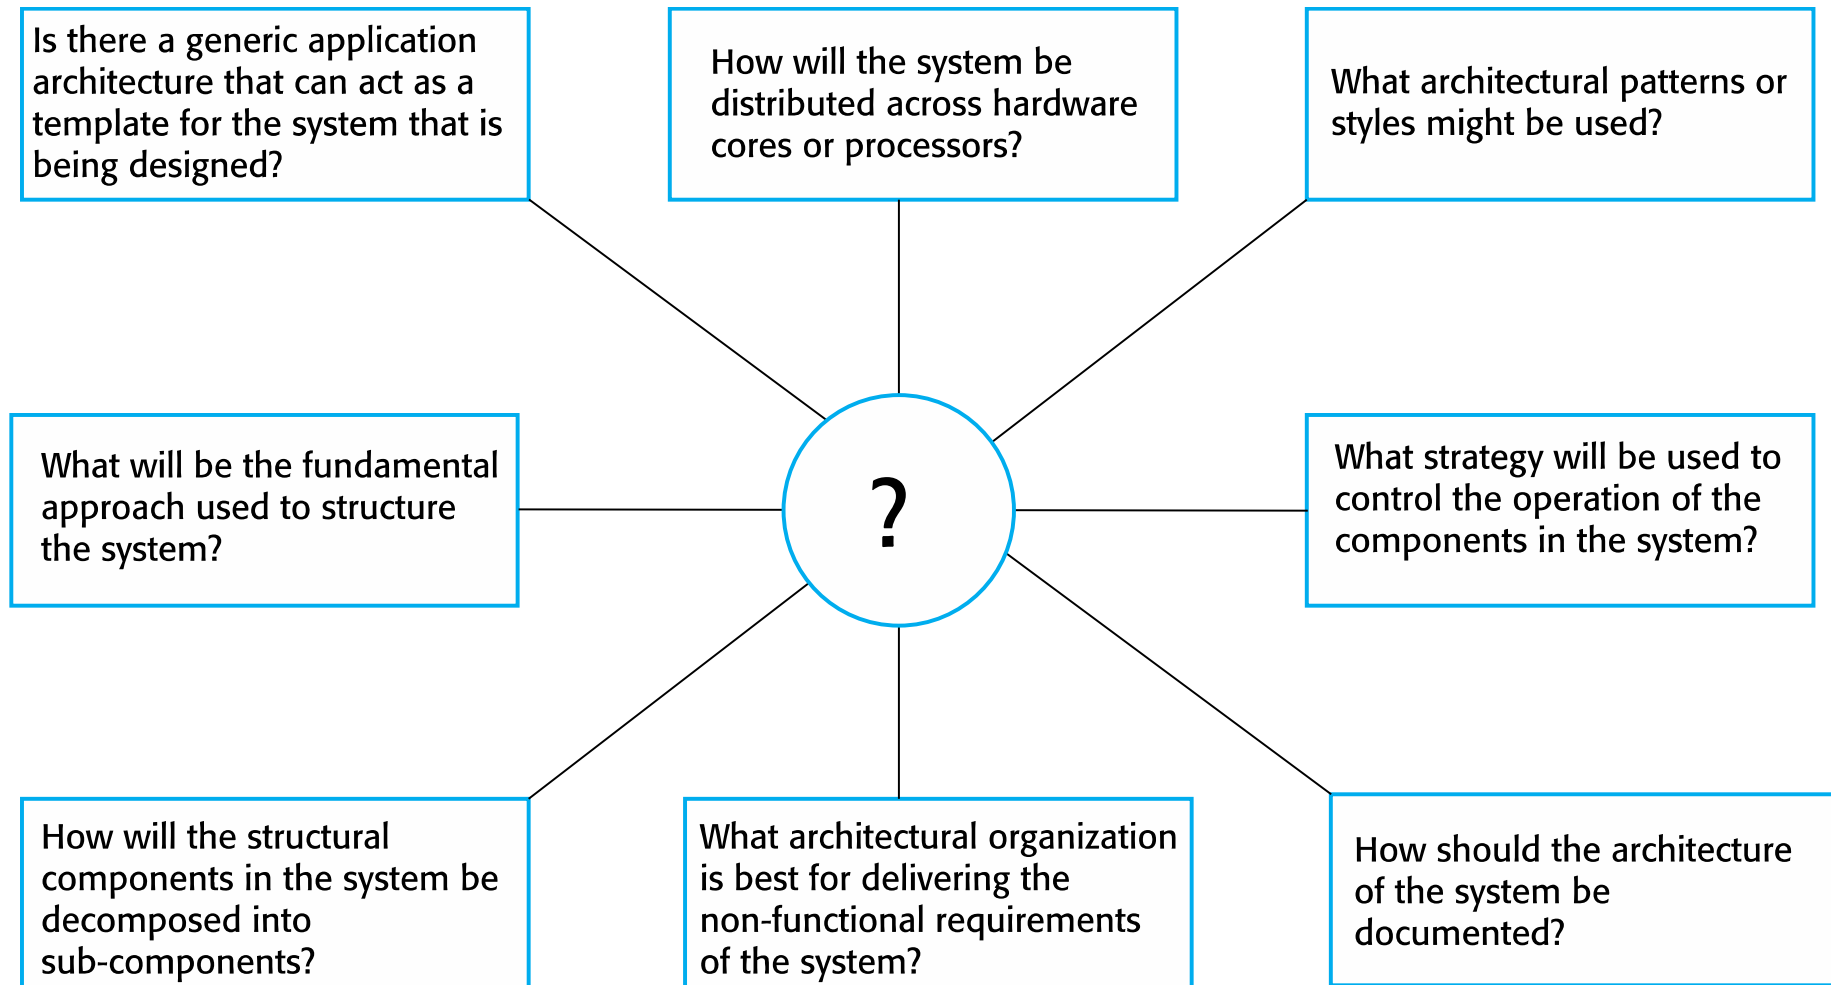 Is there a generic application
architecture that can act as a
template for the system that is
being designed?
How will the system be
distributed across hardware
cores or processors?
What architectural patterns or
styles might be used?
What will be the fundamental
approach used to structure
the system?
?
What strategy will be used to
control the operation of the
components in the system?
How will the structural
components in the system be
decomposed into
sub-components?
What architectural organization
is best for delivering the
non-functional requirements
of the system?
How should the architecture
of the system be
documented?